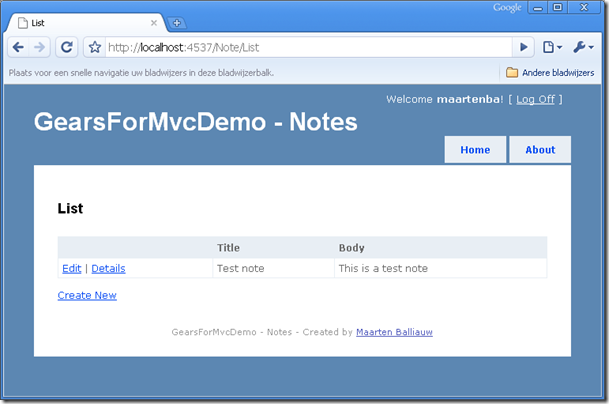 Google
List
http://localhost:4537/Note/List
Plaats voor een snelle navigatie uw bladwijzers in deze bladwijzerbalk.
Andere bladwijzers
Welcome maartenba! [ Log Off ]
GearsForMvcDemo - Notes
Home About
List
Title Body
Edit | Details Test note This is a test note
Create New
GearsForMvcDemo - Notes - Created by Maarten Balliauw